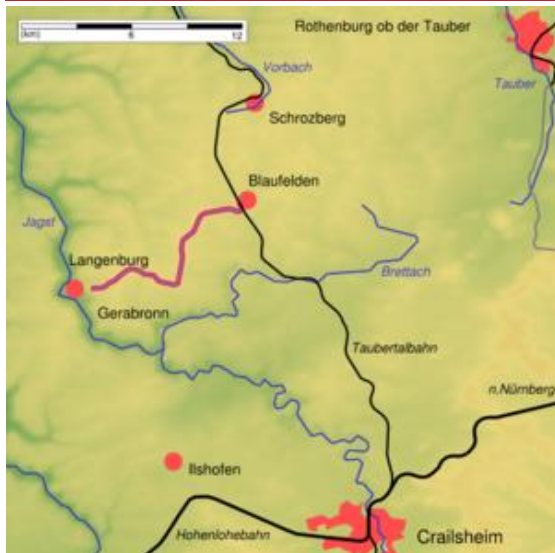 [km]
6
12
Rothenburg ob der Tauber
Vorbach
Tauber
Schrozberg
Blaufelden
Jagst
Langenburg
Brettach
Gerabronn
Taubertalbahn
n.Nürnberg
Ilshofen
Hohenlohebahn
Crailsheim